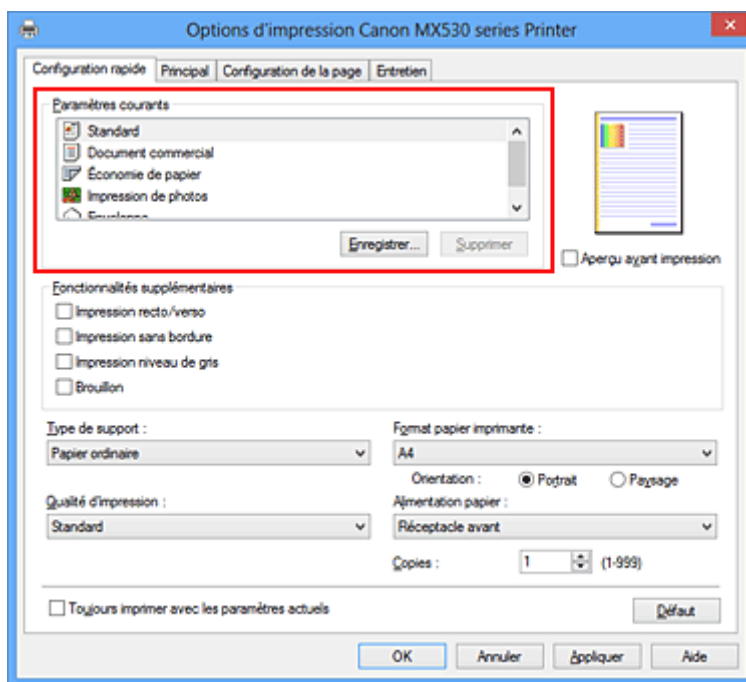 Options d'impression Canon MX530 series Printer
Configuration rapide Principal Configuration de la page Entretien
Paramètres courants
Standard
Document commercial
Économie de papier
Impression de photos
Enregistrer... Supprimer
Aperçu avant impression
Fonctionnalités supplémentaires
Impression recto/verso
Impression sans bordure
Impression niveau de gris
Brouillon
Type de support :
Papier ordinaire
Format papier imprimante :
A4
Orientation : Portrait Paysage
Qualité d'impression :
Standard
Alimentation papier :
Réceptacle avant
Copies : 1 (1-999)
Toujours imprimer avec les paramètres actuels
Défaut
OK Annuler Appliquer Aide